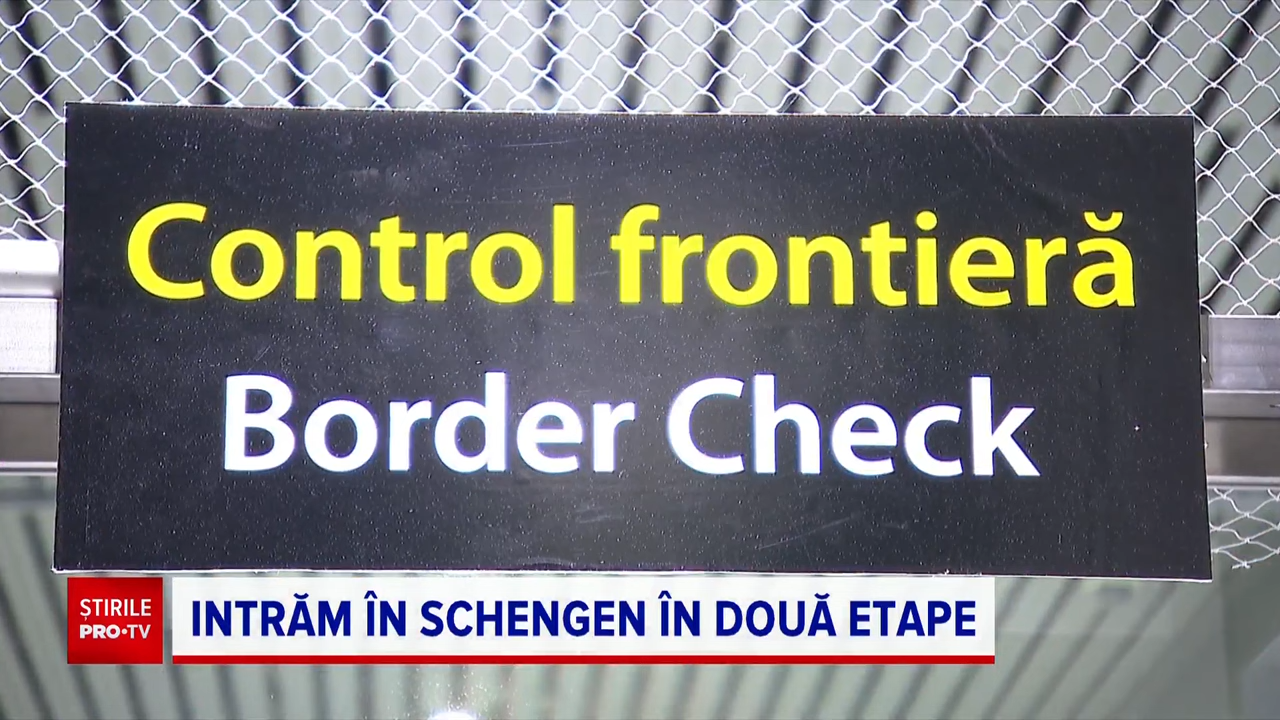 Control frontieră
Border Check
ȘTIRILE
PRO•TV
INTRĂM ÎN SCHENGEN ÎN DOUĂ ETAPE